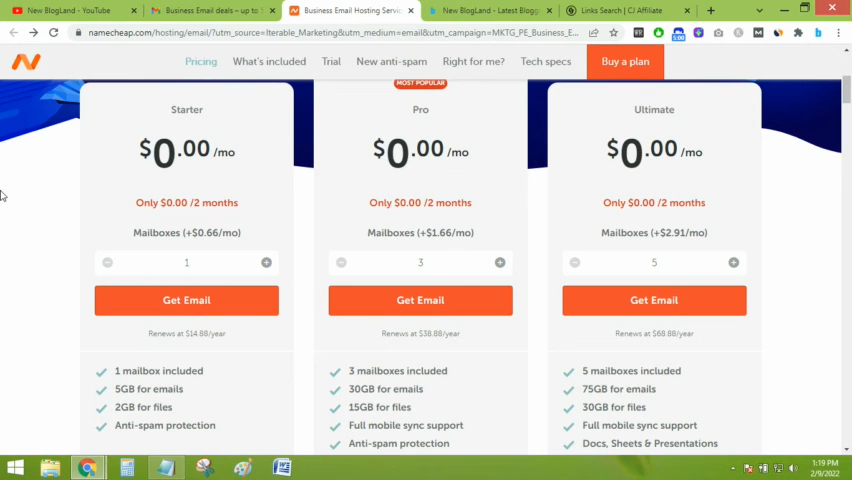 New BlogLand - YouTube
Business Email deals – up to 5
Business Email Hosting Servic
New BlogLand - Latest Blogg
Links Search | CJ Affiliate
namecheap.com/hosting/email/?utm_source=Iterable_Marketing&utm_medium=email&utm_campaign=MKTG_PE_Business_E...
5:00
Pricing What's included Trial New anti-spam Right for me? Tech specs Buy a plan
MOST POPULAR
Starter Pro Ultimate
$0.00 /mo $0.00 /mo $0.00 /mo
Only $0.00 /2 months Only $0.00 /2 months Only $0.00 /2 months
Mailboxes (+$0.66/mo) Mailboxes (+$1.66/mo) Mailboxes (+$2.91/mo)
1 3 5
Get Email Get Email Get Email
Renews at $14.88/year Renews at $38.88/year Renews at $68.88/year
1 mailbox included 3 mailboxes included 5 mailboxes included
5GB for emails 30GB for emails 75GB for emails
2GB for files 15GB for files 30GB for files
Anti-spam protection Full mobile sync support Full mobile sync support
Anti-spam protection Docs, Sheets & Presentations
1:19 PM
2/9/2022